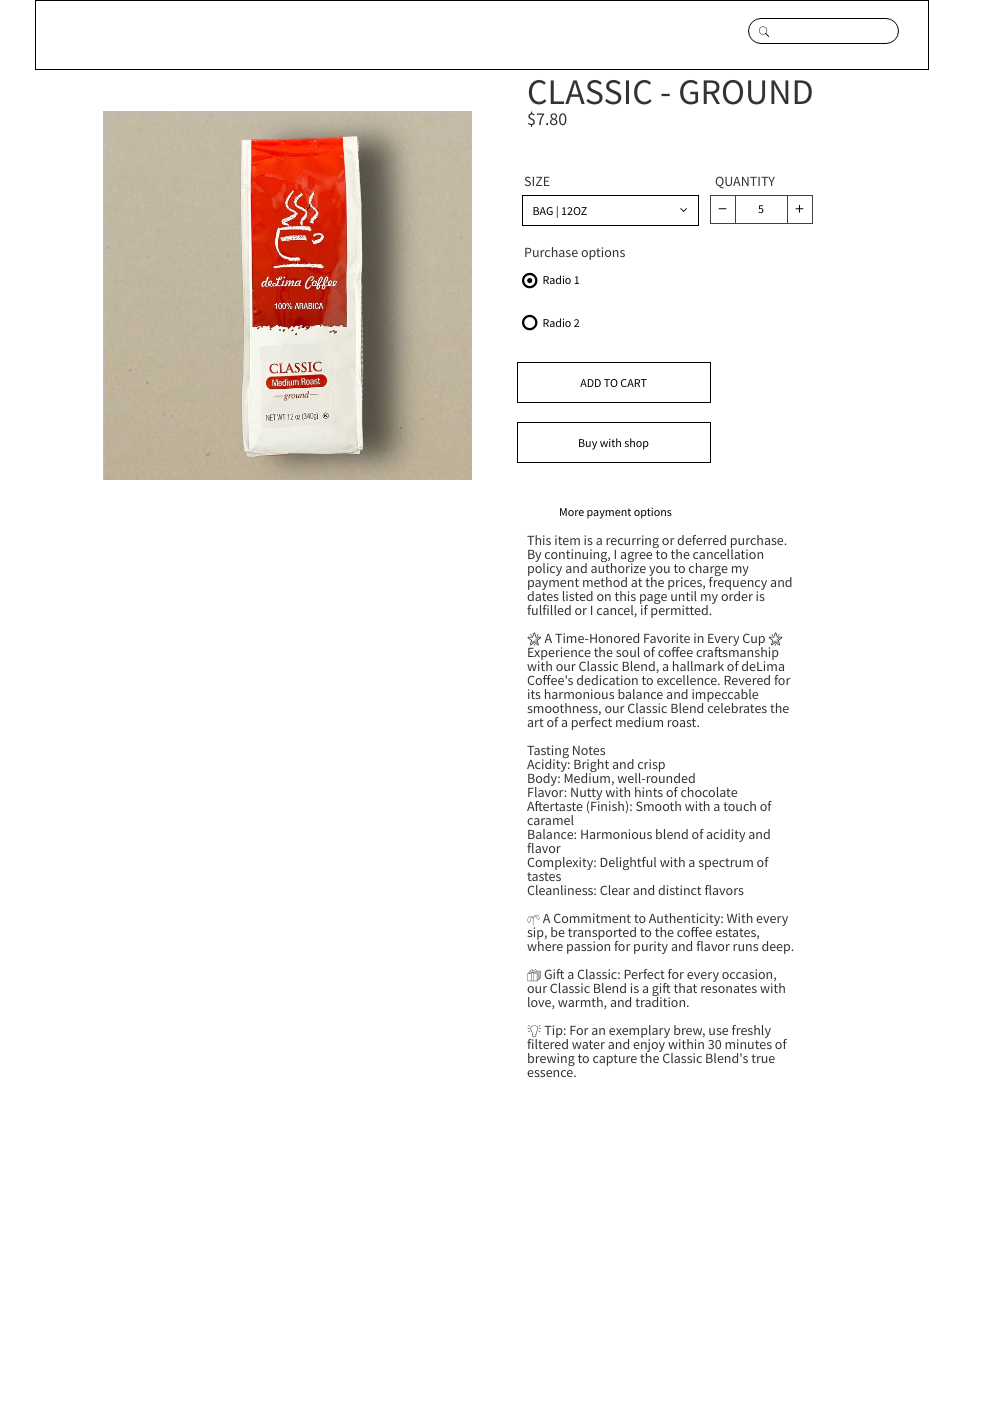 CLASSIC - GROUND
$7.80
SIZE
QUANTITY
BAG | 12OZ
− 5 +
Purchase options
Radio 1
Radio 2
ADD TO CART
Buy with shop
More payment options
deLima Coffee
100% ARABICA
CLASSIC
Medium Roast
ground
NET WT 12 oz (340g)
This item is a recurring or deferred purchase.
By continuing, I agree to the cancellation
policy and authorize you to charge my
payment method at the prices, frequency and
dates listed on this page until my order is
fulfilled or I cancel, if permitted.
A Time-Honored Favorite in Every Cup
Experience the soul of coffee craftsmanship
with our Classic Blend, a hallmark of deLima
Coffee's dedication to excellence. Revered for
its harmonious balance and impeccable
smoothness, our Classic Blend celebrates the
art of a perfect medium roast.
Tasting Notes
Acidity: Bright and crisp
Body: Medium, well-rounded
Flavor: Nutty with hints of chocolate
Aftertaste (Finish): Smooth with a touch of
caramel
Balance: Harmonious blend of acidity and
flavor
Complexity: Delightful with a spectrum of
tastes
Cleanliness: Clear and distinct flavors
A Commitment to Authenticity: With every
sip, be transported to the coffee estates,
where passion for purity and flavor runs deep.
Gift a Classic: Perfect for every occasion,
our Classic Blend is a gift that resonates with
love, warmth, and tradition.
Tip: For an exemplary brew, use freshly
filtered water and enjoy within 30 minutes of
brewing to capture the Classic Blend's true
essence.